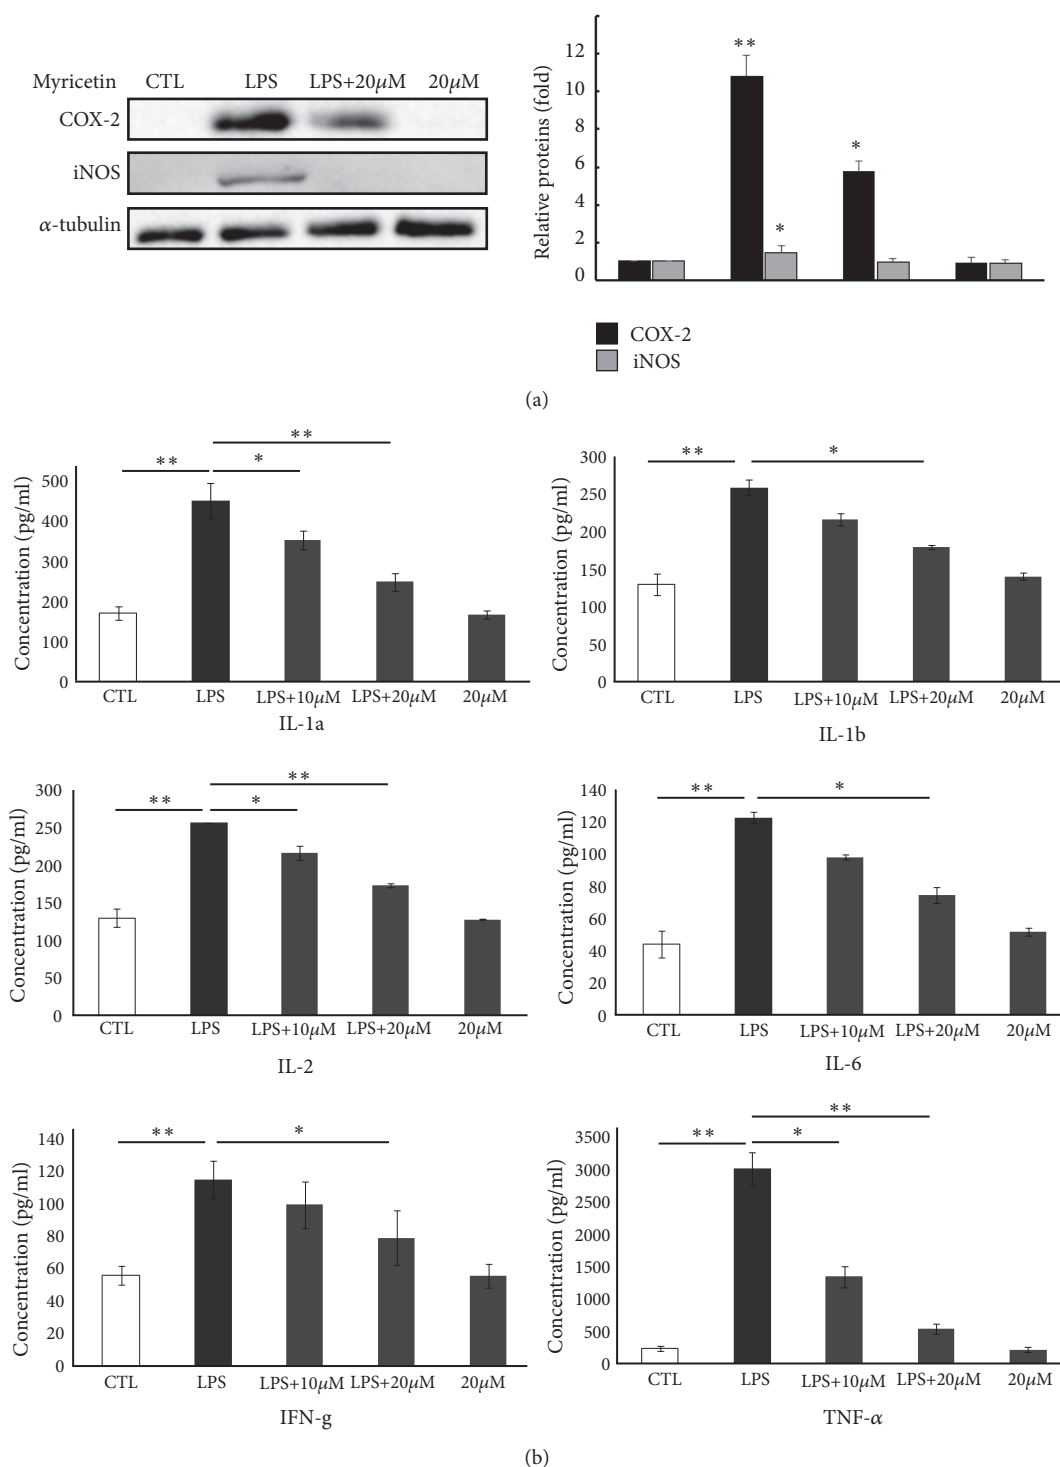 Myricetin CTL LPS LPS+20μM 20μM
COX-2
iNOS
α-tubulin
Relative proteins (fold)
12
10
8
6
4
2
0
**
*
*
COX-2
iNOS
(a)
Concentration (pg/ml)
500
400
300
200
100
0
**
** *
CTL LPS LPS+10μM LPS+20μM 20μM
IL-1a
Concentration (pg/ml)
300
250
200
150
100
50
0
** *
CTL LPS LPS+10μM LPS+20μM 20μM
IL-1b
Concentration (pg/ml)
300
250
200
150
100
50
0
**
** *
CTL LPS LPS+10μM LPS+20μM 20μM
IL-2
Concentration (pg/ml)
140
120
100
80
60
40
20
0
** *
CTL LPS LPS+10μM LPS+20μM 20μM
IL-6
Concentration (pg/ml)
140
120
100
80
60
40
20
0
** *
CTL LPS LPS+10μM LPS+20μM 20μM
IFN-g
Concentration (pg/ml)
3500
3000
2500
2000
1500
1000
500
0
**
** *
CTL LPS LPS+10μM LPS+20μM 20μM
TNF-α
(b)